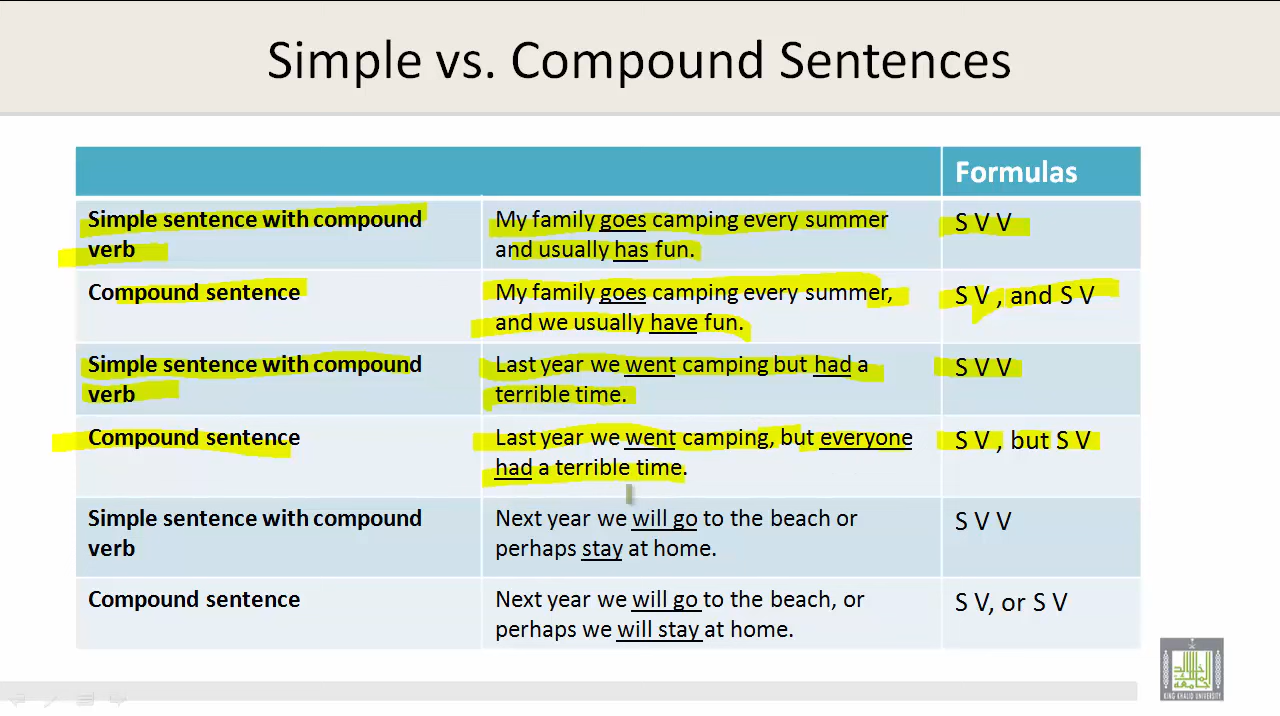 Simple vs. Compound Sentences
Formulas
Simple sentence with compound
verb
My family goes camping every summer
and usually has fun.
S V V
Compound sentence
My family goes camping every summer,
and we usually have fun.
S V , and S V
Simple sentence with compound
verb
Last year we went camping but had a
terrible time.
S V V
Compound sentence
Last year we went camping, but everyone
had a terrible time.
S V , but S V
Simple sentence with compound
verb
Next year we will go to the beach or
perhaps stay at home.
S V V
Compound sentence
Next year we will go to the beach, or
perhaps we will stay at home.
S V, or S V
KING KHALID UNIVERSITY